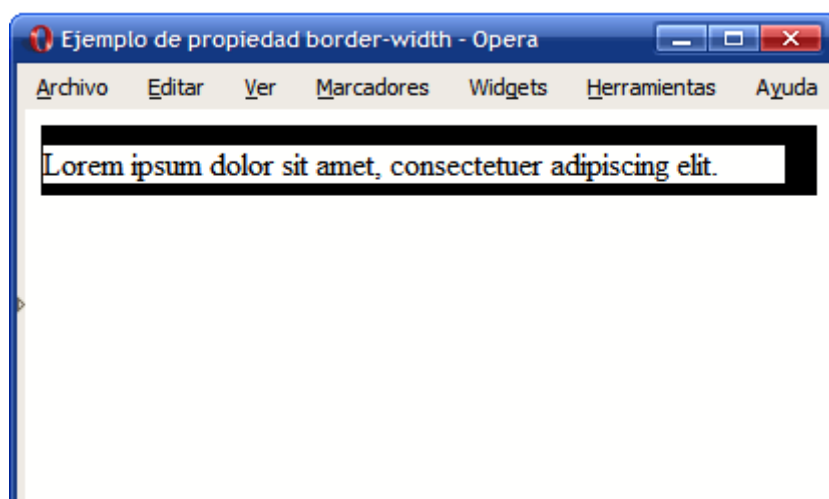 Ejemplo de propiedad border-width - Opera
Archivo Editar Ver Marcadores Widgets Herramientas Ayuda
Lorem ipsum dolor sit amet, consectetuer adipiscing elit.